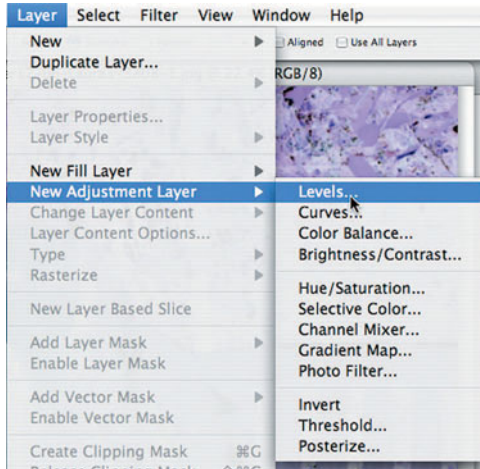 Layer Select Filter View Window Help
Aligned Use All Layers
RGB/8)
New
Duplicate Layer...
Delete
Layer Properties...
Layer Style
New Fill Layer
New Adjustment Layer
Change Layer Content
Layer Content Options...
Type
Rasterize
New Layer Based Slice
Add Layer Mask
Enable Layer Mask
Add Vector Mask
Enable Vector Mask
Create Clipping Mask ⌘G
Levels...
Curves...
Color Balance...
Brightness/Contrast...
Hue/Saturation...
Selective Color...
Channel Mixer...
Gradient Map...
Photo Filter...
Invert
Threshold...
Posterize...